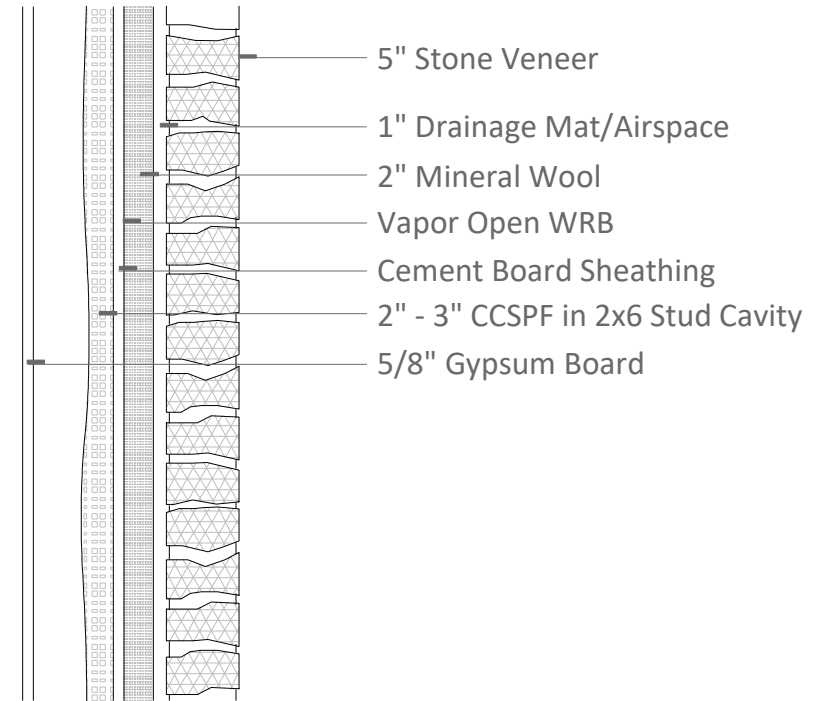 5" Stone Veneer
1" Drainage Mat/Airspace
2" Mineral Wool
Vapor Open WRB
Cement Board Sheathing
2" - 3" CCSPF in 2x6 Stud Cavity
5/8" Gypsum Board